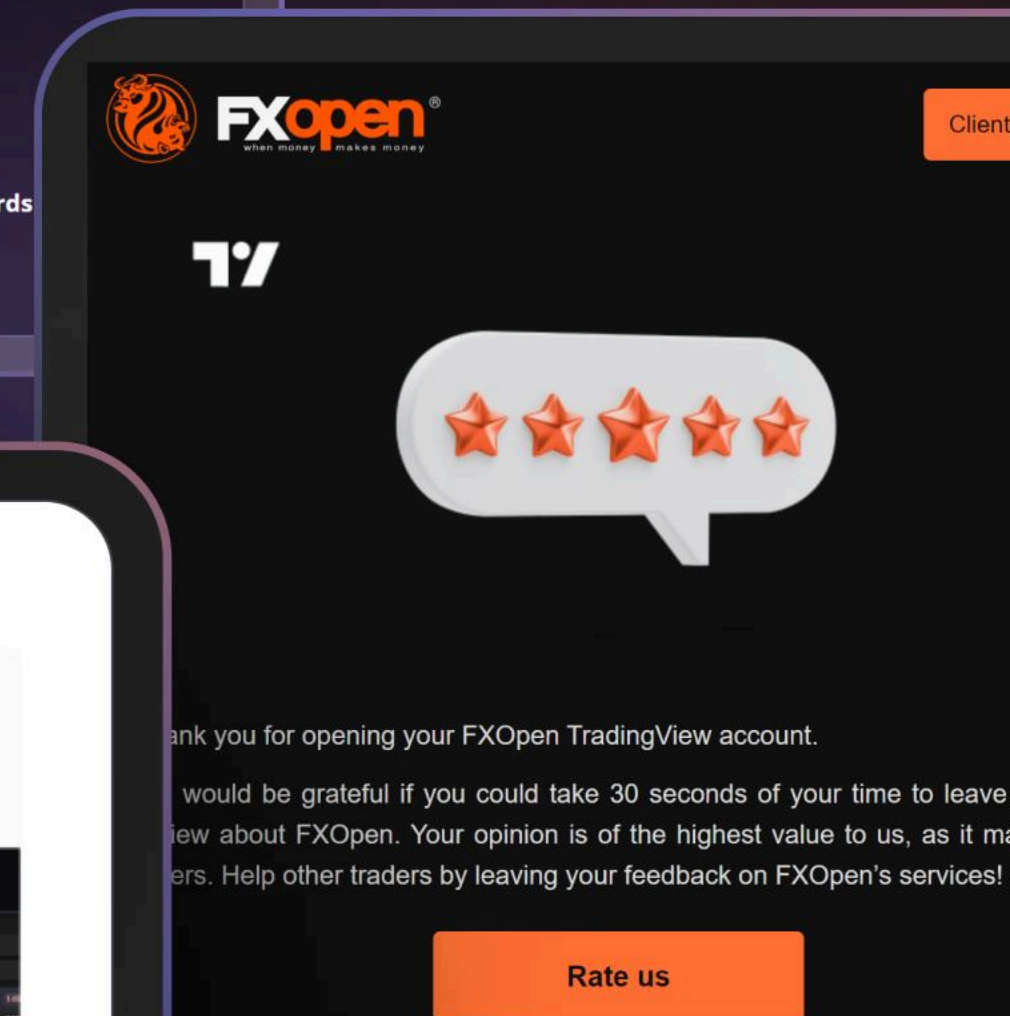 rds
FXopen®
when money makes money
Client
ank you for opening your FXOpen TradingView account.
would be grateful if you could take 30 seconds of your time to leave
iew about FXOpen. Your opinion is of the highest value to us, as it ma
ers. Help other traders by leaving your feedback on FXOpen’s services!
Rate us